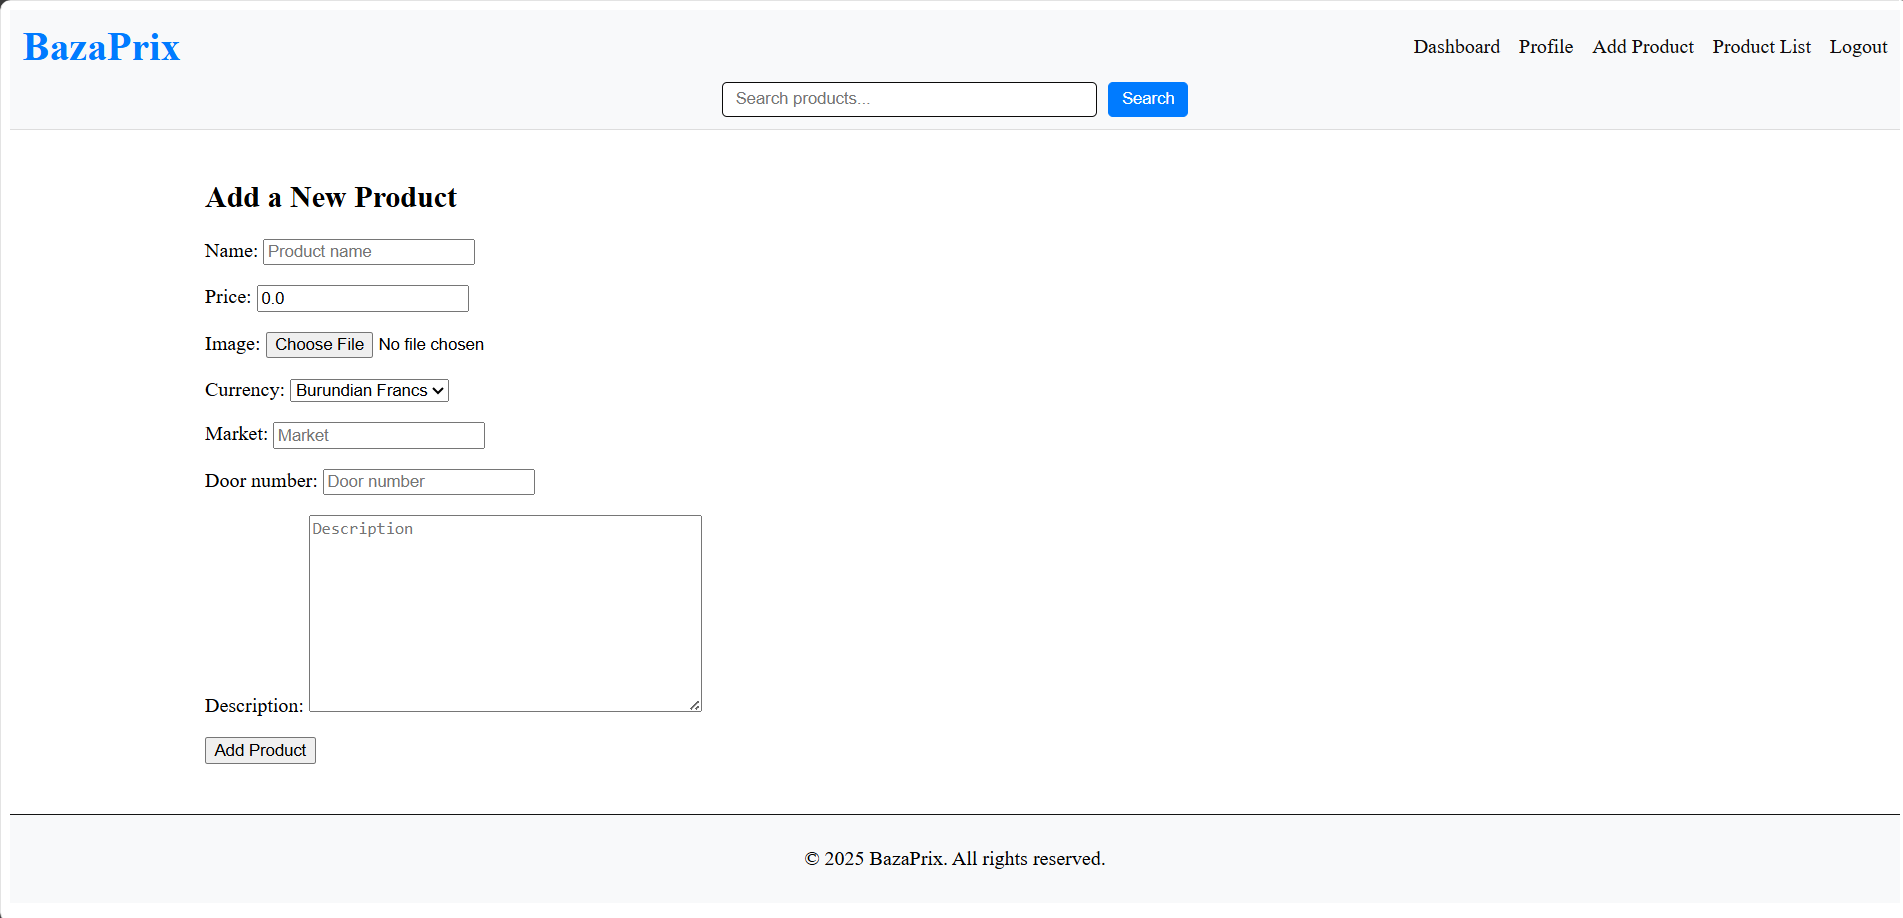 BazaPrix
Dashboard Profile Add Product Product List Logout
Search products... Search
Add a New Product
Name: Product name
Price: 0.0
Image: Choose File No file chosen
Currency: Burundian Francs
Market: Market
Door number: Door number
Description
Description:
Add Product
© 2025 BazaPrix. All rights reserved.